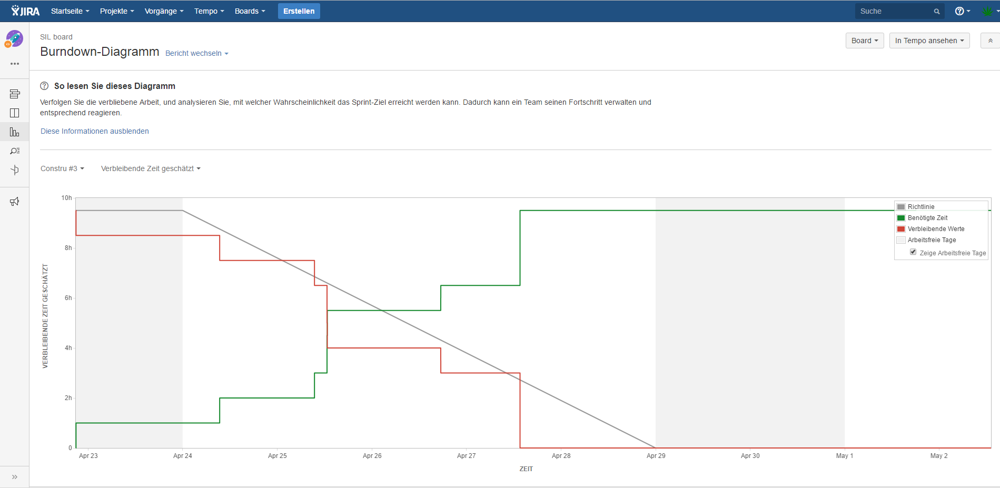 JIRA Startseite Projekte Vorgänge Tempo Boards Erstellen Suche
SIL board
Board In Tempo ansehen
Burndown-Diagramm Bericht wechseln
So lesen Sie dieses Diagramm
Verfolgen Sie die verbliebene Arbeit, und analysieren Sie, mit welcher Wahrscheinlichkeit das Sprint-Ziel erreicht werden kann. Dadurch kann ein Team seinen Fortschritt verwalten und
entsprechend reagieren.
Diese Informationen ausblenden
Constru #3 Verbleibende Zeit geschätzt
VERBLEIBENDE ZEIT GESCHÄTZT
10h
8h
6h
4h
2h
0
Richtlinie
Benötigte Zeit
Verbleibende Werte
Arbeitsfreie Tage
Zeige Arbeitsfreie Tage
Apr 23 Apr 24 Apr 25 Apr 26 Apr 27 Apr 28 Apr 29 Apr 30 May 1 May 2
ZEIT